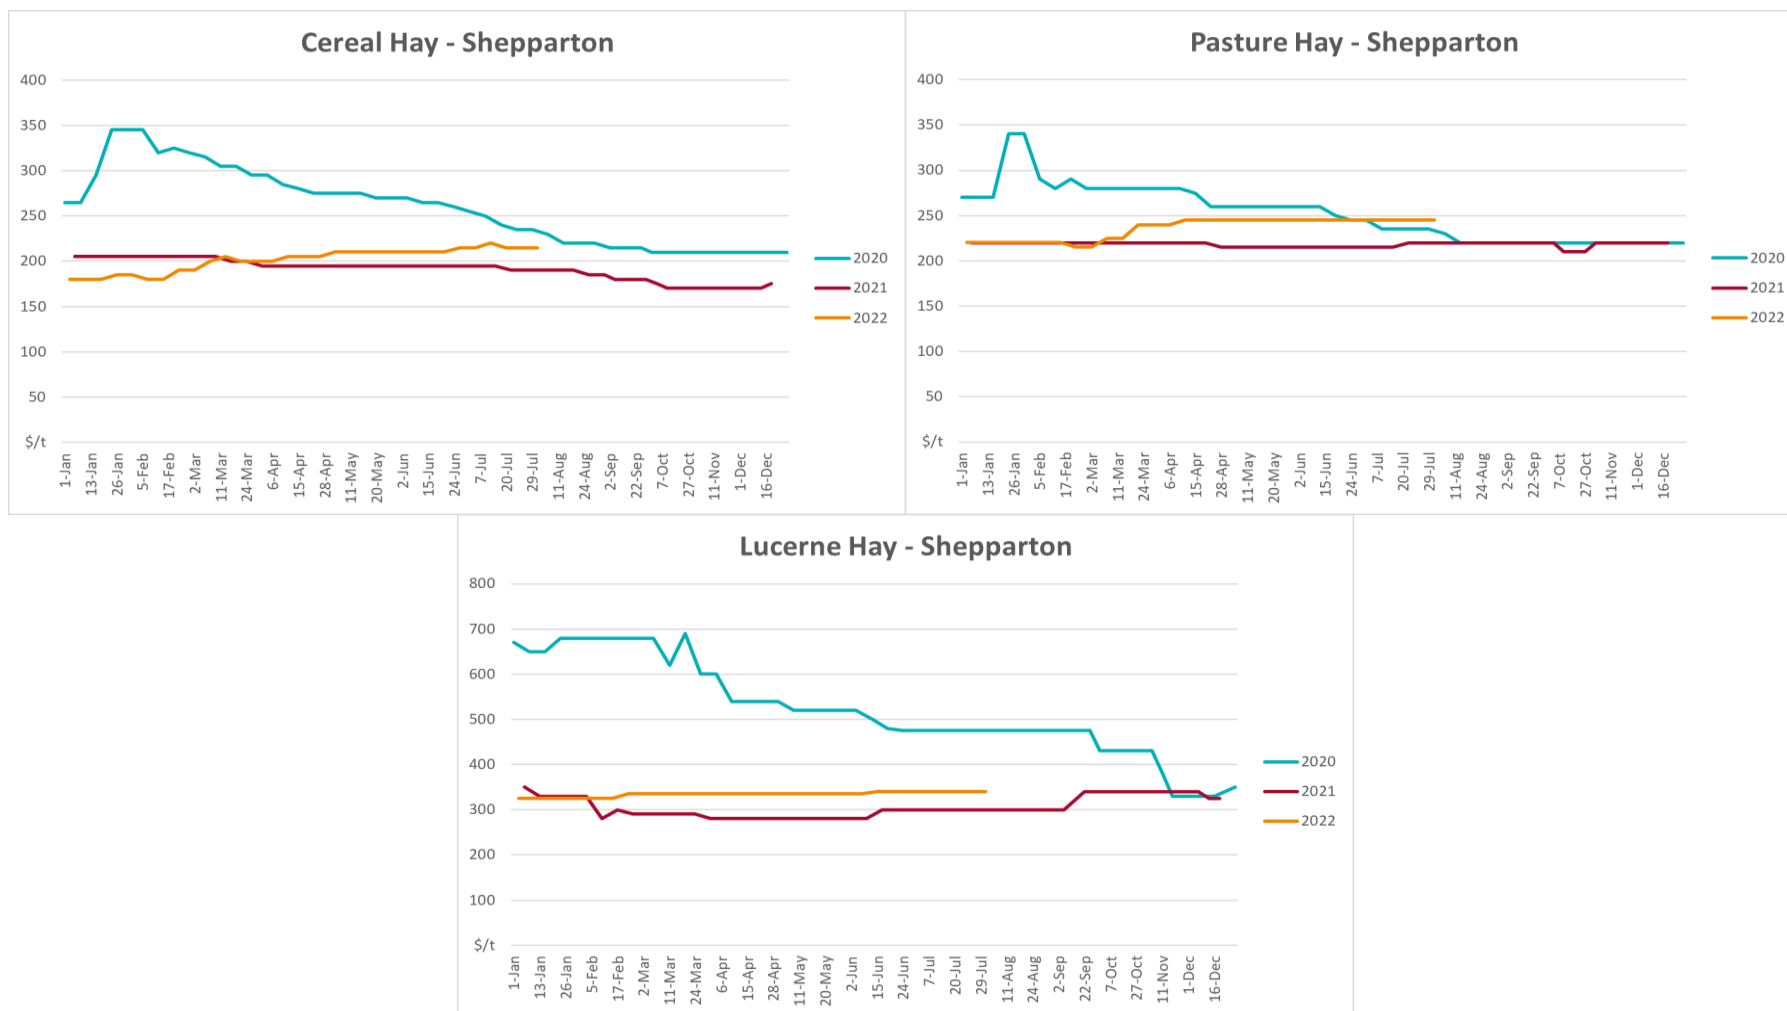 Cereal Hay - Shepparton
400
350
300
250
200
150
100
50
$/t
1-Jan
13-Jan
26-Jan
5-Feb
17-Feb
2-Mar
11-Mar
24-Mar
6-Apr
15-Apr
28-Apr
11-May
20-May
2-Jun
15-Jun
24-Jun
7-Jul
20-Jul
29-Jul
11-Aug
24-Aug
2-Sep
22-Sep
7-Oct
27-Oct
11-Nov
1-Dec
16-Dec
2020
2021
2022
Pasture Hay - Shepparton
400
350
300
250
200
150
100
50
$/t
1-Jan
13-Jan
26-Jan
5-Feb
17-Feb
2-Mar
11-Mar
24-Mar
6-Apr
15-Apr
28-Apr
11-May
20-May
2-Jun
15-Jun
24-Jun
7-Jul
20-Jul
29-Jul
11-Aug
24-Aug
2-Sep
22-Sep
7-Oct
27-Oct
11-Nov
1-Dec
16-Dec
2020
2021
2022
Lucerne Hay - Shepparton
800
700
600
500
400
300
200
100
$/t
1-Jan
13-Jan
26-Jan
5-Feb
17-Feb
2-Mar
11-Mar
24-Mar
6-Apr
15-Apr
28-Apr
11-May
20-May
2-Jun
15-Jun
24-Jun
7-Jul
20-Jul
29-Jul
11-Aug
24-Aug
2-Sep
22-Sep
7-Oct
27-Oct
11-Nov
1-Dec
16-Dec
2020
2021
2022